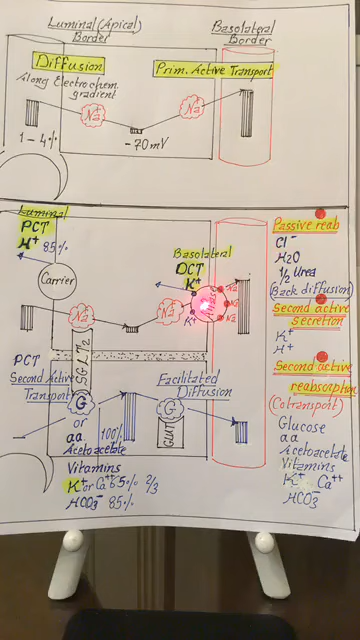 Luminal (Apical) Border
Basolateral Border
Diffusion
Along Electrochem. gradient
Prim. Active Transport
Na+
Na+
1-4%
-70mV
Luminal
PCT
H+ 85%
Carrier
Basolateral
DCT
K+
Na+
Na+
Na
Na
Na
K+
SGLT2
PCT
Second Active
Transport
G
or
aa.
Acetoacetate
Vitamins
K+ or Ca++ 65% 2/3
HCO3- 85%
100%
Facilitated
Diffusion
G
GLUT
Passive reab
Cl-
H2O
1/2 Urea
(Back diffusion)
Second active
secretion
K+
H+
Second active
reabsorption
(Cotransport)
Glucose
aa
Acetoacetate
Vitamins
K+ Ca++
HCO3-